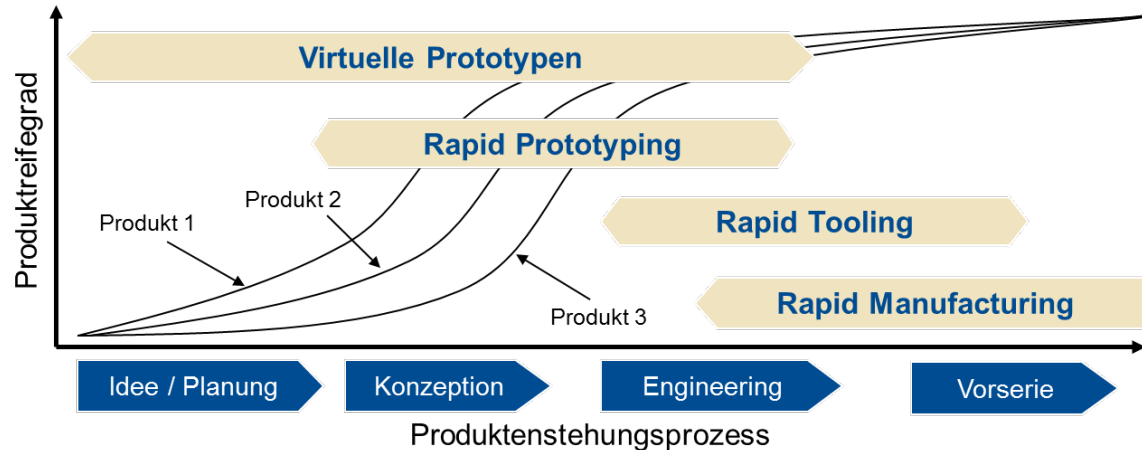 Produktreifegrad
Virtuelle Prototypen
Rapid Prototyping
Produkt 2
Produkt 1
Rapid Tooling
Rapid Manufacturing
Produkt 3
Idee / Planung
Konzeption
Engineering
Vorserie
Produktenstehungsprozess